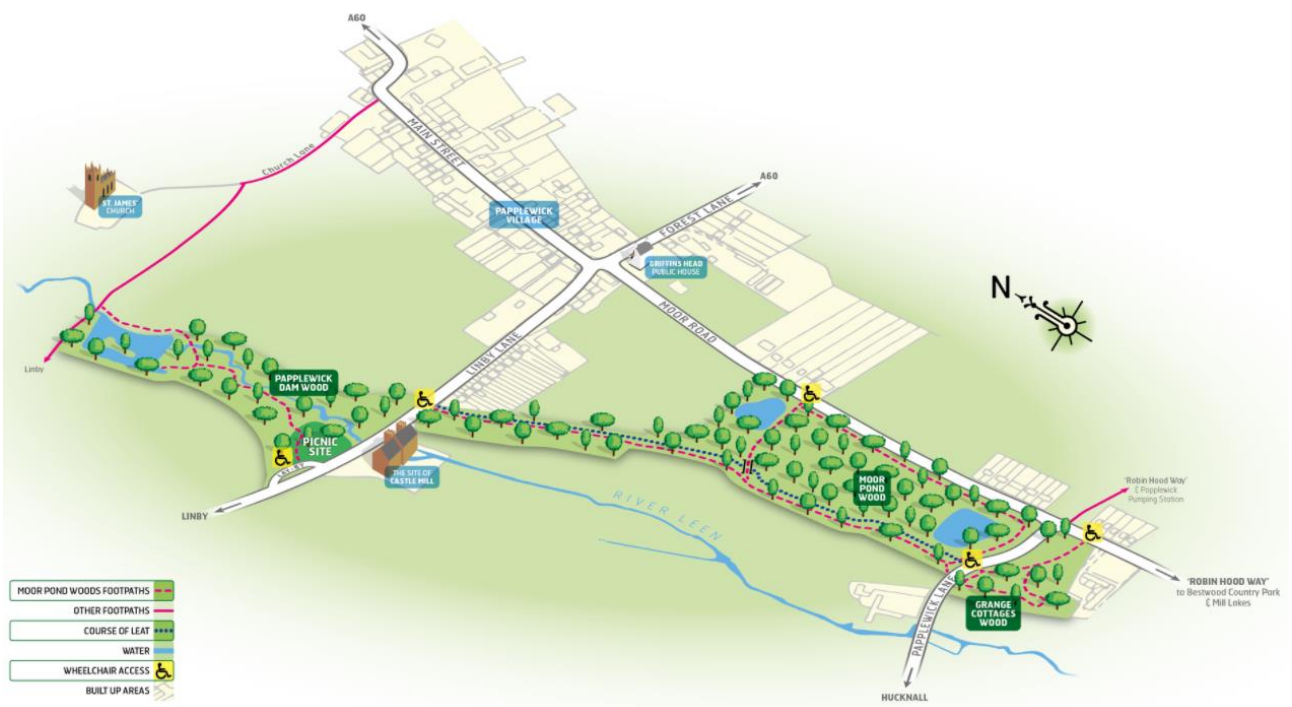 A60
MAIN STREET
Church Lane
ST. JAMES'
CHURCH
PAPPLEWICK
VILLAGE
A60
FOREST LANE
GRIFFINS HEAD
PUBLIC HOUSE
N
MOOR ROAD
LINBY LANE
Linby
PAPPLEWICK
DAM WOOD
PICNIC
SITE
THE SITE OF
CASTLE MILL
LINBY
RIVER LEEN
MOOR
POND
WOOD
'Robin Hood Way'
& Papplewick
Pumping Station
'ROBIN HOOD WAY'
to Bestwood Country Park
& Mill Lakes
GRANGE
COTTAGES
WOOD
PAPPLEWICK LANE
HUCKNALL
MOOR POND WOODS FOOTPATHS
OTHER FOOTPATHS
COURSE OF LEAT
WATER
WHEELCHAIR ACCESS
BUILT UP AREAS